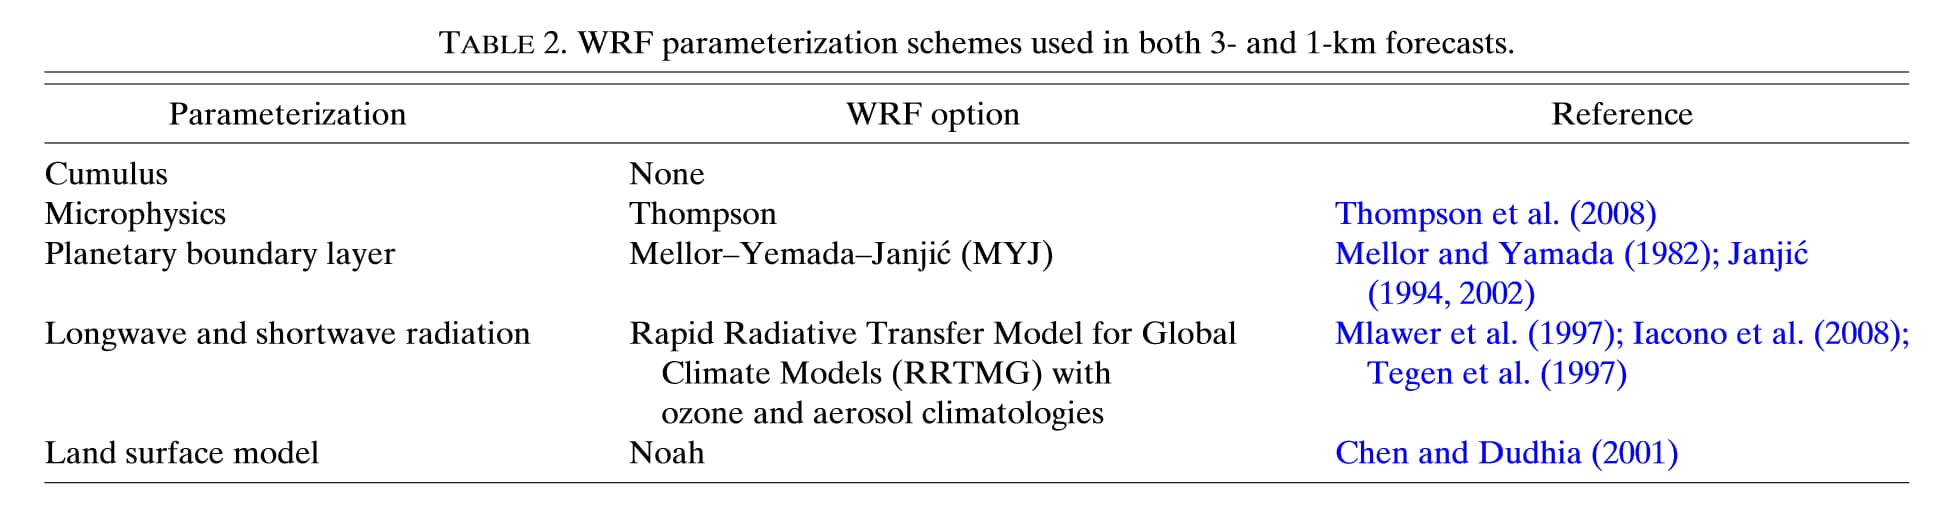 TABLE 2. WRF parameterization schemes used in both 3- and 1-km forecasts.
Parameterization WRF option Reference
Cumulus None
Microphysics Thompson Thompson et al. (2008)
Planetary boundary layer Mellor–Yemada–Janjić (MYJ) Mellor and Yamada (1982); Janjić
(1994, 2002)
Longwave and shortwave radiation Rapid Radiative Transfer Model for Global Mlawer et al. (1997); Iacono et al. (2008);
Climate Models (RRTMG) with Tegen et al. (1997)
ozone and aerosol climatologies
Land surface model Noah Chen and Dudhia (2001)